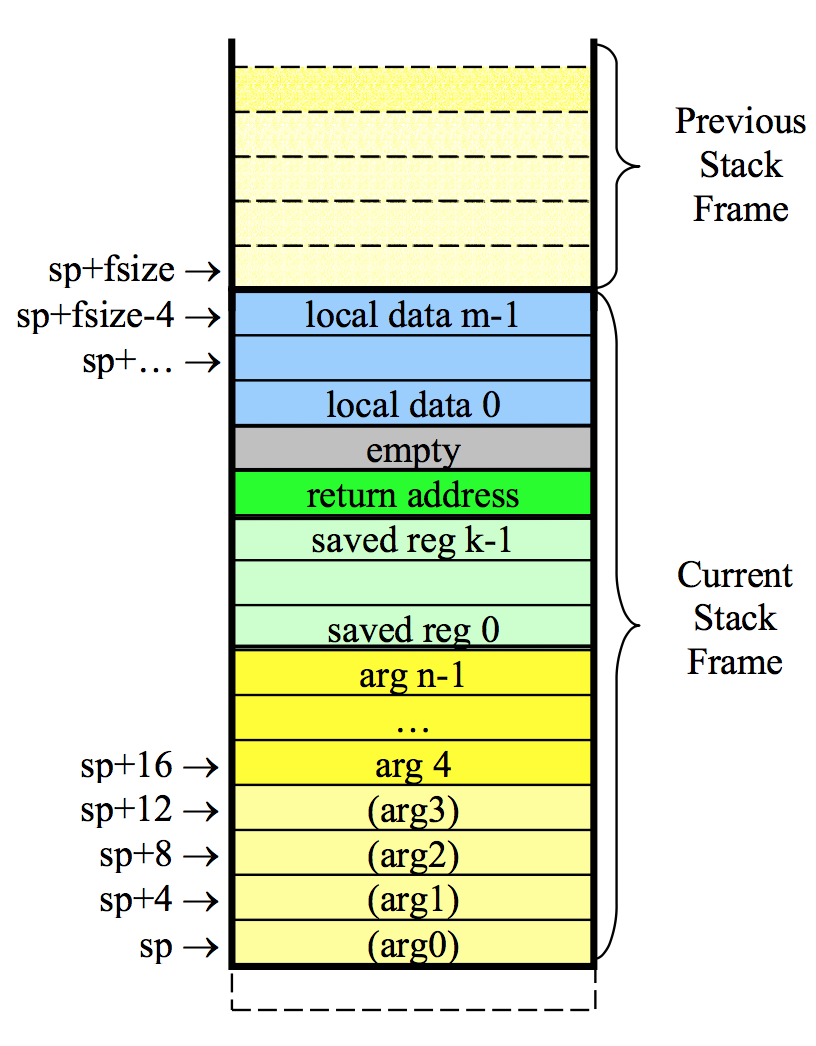 Previous
Stack
Frame
sp+fsize →
sp+fsize-4 → local data m-1
sp+… →
local data 0
empty
return address
saved reg k-1
saved reg 0
Current
Stack
Frame
arg n-1
…
sp+16 → arg 4
sp+12 → (arg3)
sp+8 → (arg2)
sp+4 → (arg1)
sp → (arg0)